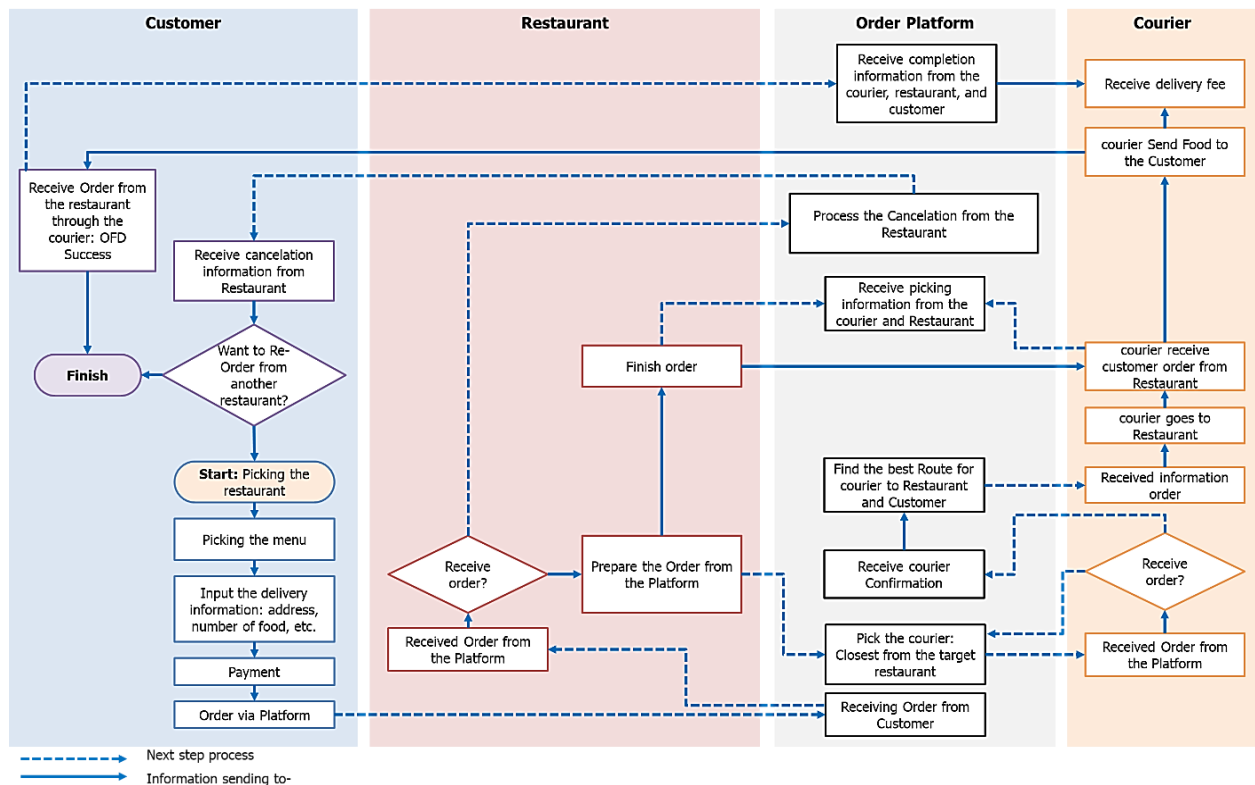 Customer
Restaurant
Order Platform
Courier
Receive completion
information from the
courier, restaurant, and
customer
Receive delivery fee
courier Send Food to
the Customer
Receive Order from
the restaurant
through the
courier: OFD
Success
Process the Cancelation from the
Restaurant
Receive cancelation
information from
Restaurant
Receive picking
information from the
courier and Restaurant
Want to Re-
Order from
another
restaurant?
Finish
Finish order
courier receive
customer order from
Restaurant
courier goes to
Restaurant
Start: Picking the
restaurant
Find the best Route for
courier to Restaurant
and Customer
Received information
order
Picking the menu
Receive
order?
Prepare the Order from
the Platform
Receive courier
Confirmation
Receive
order?
Input the delivery
information: address,
number of food, etc.
Received Order from
the Platform
Pick the courier:
Closest from the target
restaurant
Received Order from
the Platform
Payment
Order via Platform
Receiving Order from
Customer
Next step process
Information sending to-